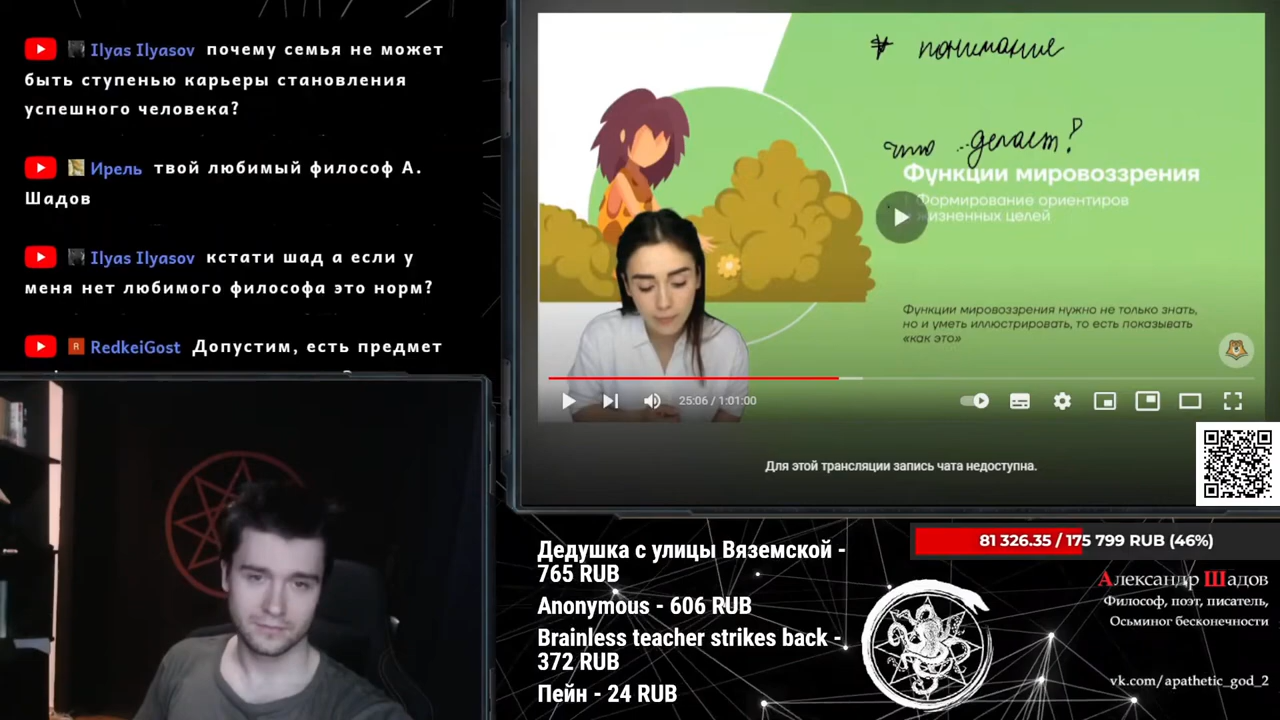 Ilyas Ilyasov почему семья не может
быть ступенью карьеры становления
успешного человека?
Ирель твой любимый философ А.
Шадов
Ilyas Ilyasov кстати шад а если у
меня нет любимого философа это норм?
R RedkeiGost Допустим, есть предмет
* понимание
что делает?
Функции мировоззрения
Формирование ориентиров
жизненных целей
Функции мировоззрения нужно не только знать,
но и уметь иллюстрировать, то есть показывать
«как это»
25:06 / 1:01:00
Для этой трансляции запись чата недоступна.
Дедушка с улицы Вяземской -
765 RUB
Anonymous - 606 RUB
Brainless teacher strikes back -
372 RUB
Пейн - 24 RUB
81 326.35 / 175 799 RUB (46%)
Александр Шадов
Философ, поэт, писатель,
Осьминог бесконечности
vk.com/apathetic_god_2